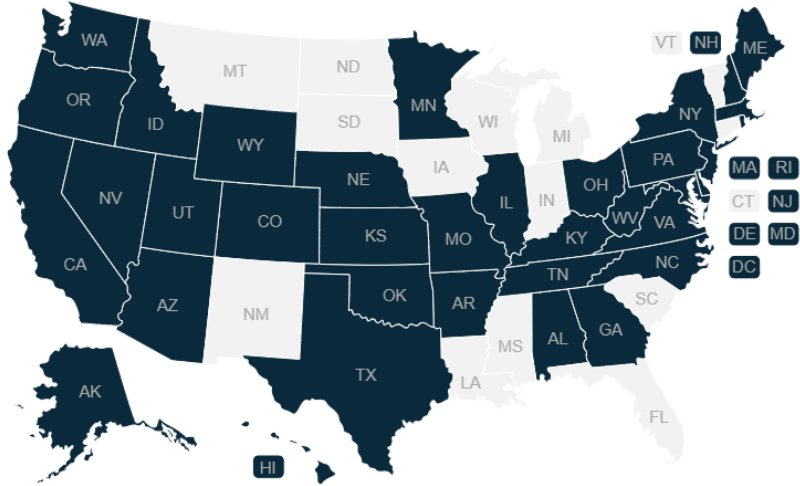 WA
MT
ND
MN
VT
NH
ME
OR
ID
SD
WI
MI
NY
WY
IA
PA
NV
UT
CO
NE
IL
IN
OH
MA
RI
CT
NJ
DE
MD
DC
CA
KS
MO
KY
WV
VA
AZ
NM
OK
AR
TN
NC
SC
TX
LA
MS
AL
GA
FL
AK
HI